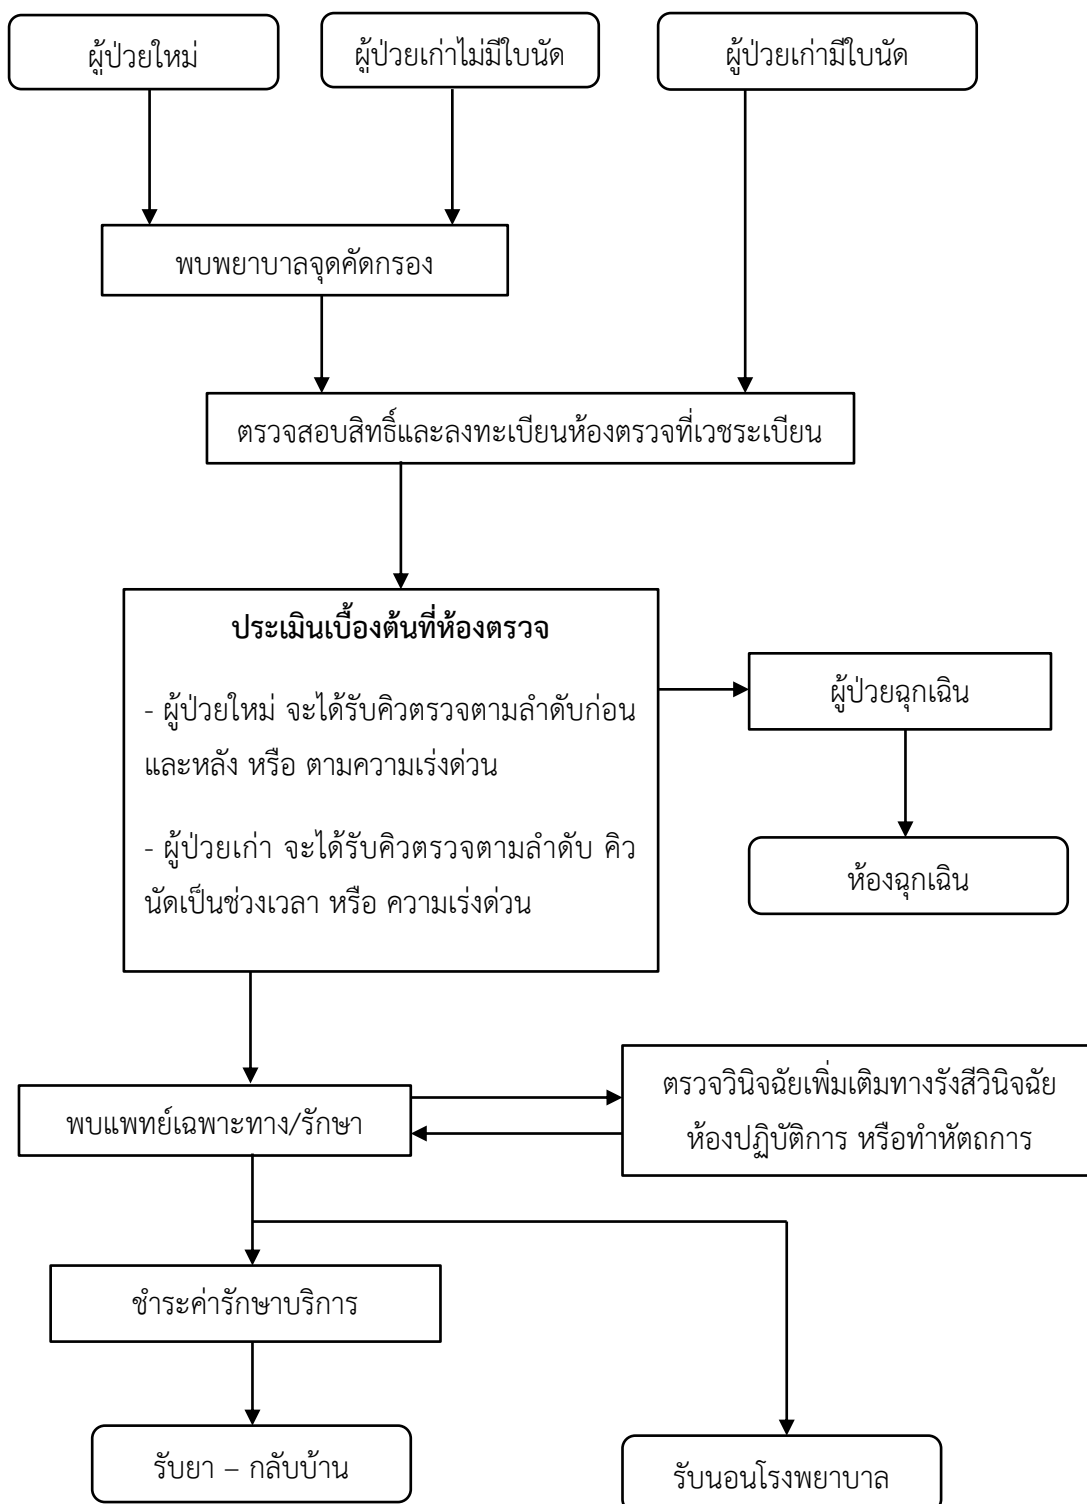 ผู้ป่วยใหม่
ผู้ป่วยเก่าไม่มีใบนัด
ผู้ป่วยเก่ามีใบนัด
พบพยาบาลจุดคัดกรอง
ตรวจสอบสิทธิ์และลงทะเบียนห้องตรวจที่เวชระเบียน
ประเมินเบื้องต้นที่ห้องตรวจ
- ผู้ป่วยใหม่ จะได้รับคิวตรวจตามลำดับก่อน
และหลัง หรือ ตามความเร่งด่วน
- ผู้ป่วยเก่า จะได้รับคิวตรวจตามลำดับ คิว
นัดเป็นช่วงเวลา หรือ ความเร่งด่วน
ผู้ป่วยฉุกเฉิน
ห้องฉุกเฉิน
พบแพทย์เฉพาะทาง/รักษา
ตรวจวินิจฉัยเพิ่มเติมทางรังสีวินิจฉัย
ห้องปฏิบัติการ หรือทำหัตถการ
ชำระค่ารักษาบริการ
รับยา – กลับบ้าน
รับนอนโรงพยาบาล